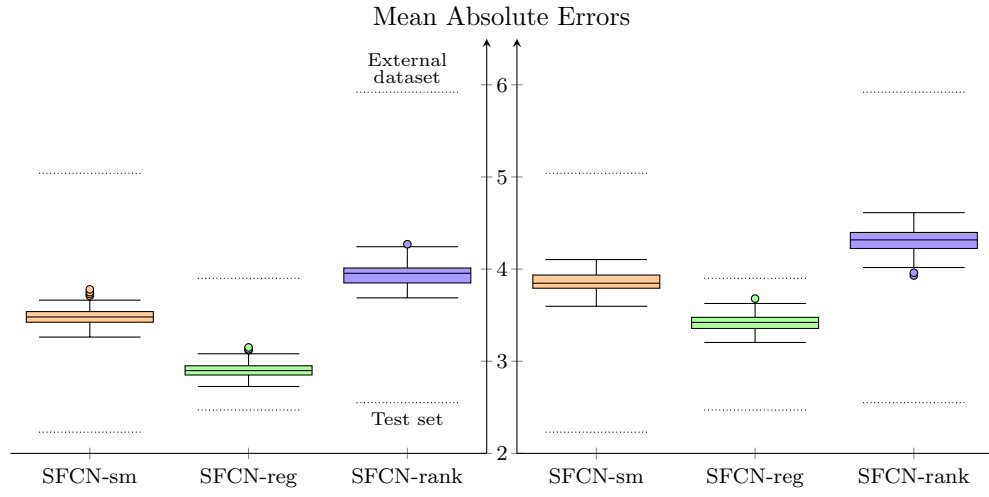 Mean Absolute Errors
External
dataset
6
5
4
3
2
Test set
SFCN-sm
SFCN-reg
SFCN-rank
SFCN-sm
SFCN-reg
SFCN-rank